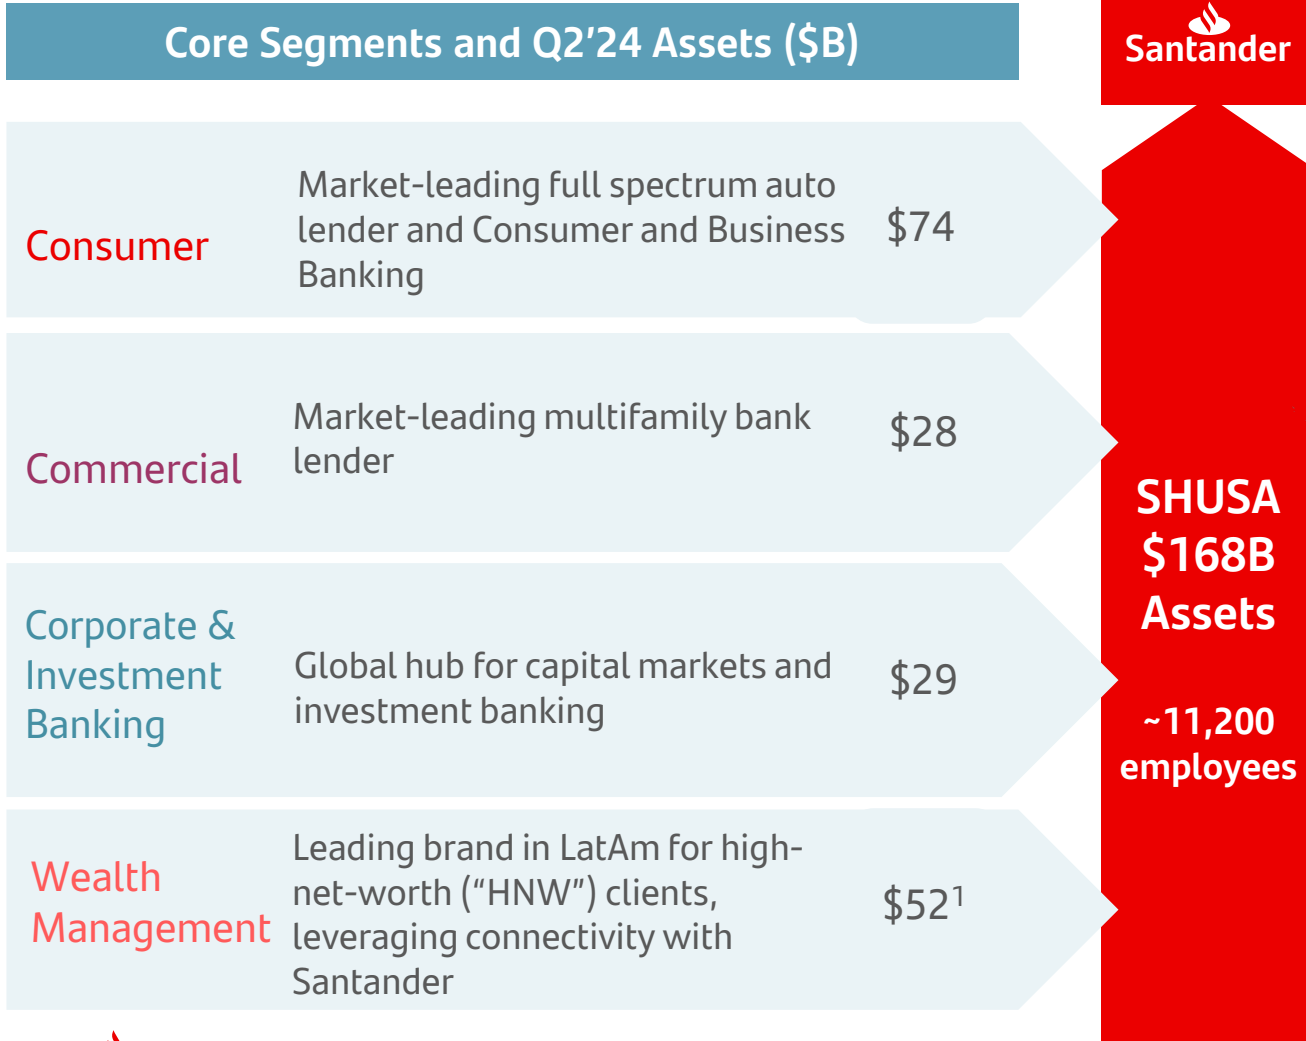 Core Segments and Q2’24 Assets ($B)
Santander
Consumer
Market-leading full spectrum auto
lender and Consumer and Business
Banking
$74
Commercial
Market-leading multifamily bank
lender
$28
Corporate &
Investment
Banking
Global hub for capital markets and
investment banking
$29
Wealth
Management
Leading brand in LatAm for high-
net-worth (“HNW”) clients,
leveraging connectivity with
Santander
$52¹
SHUSA
$168B
Assets
~11,200
employees